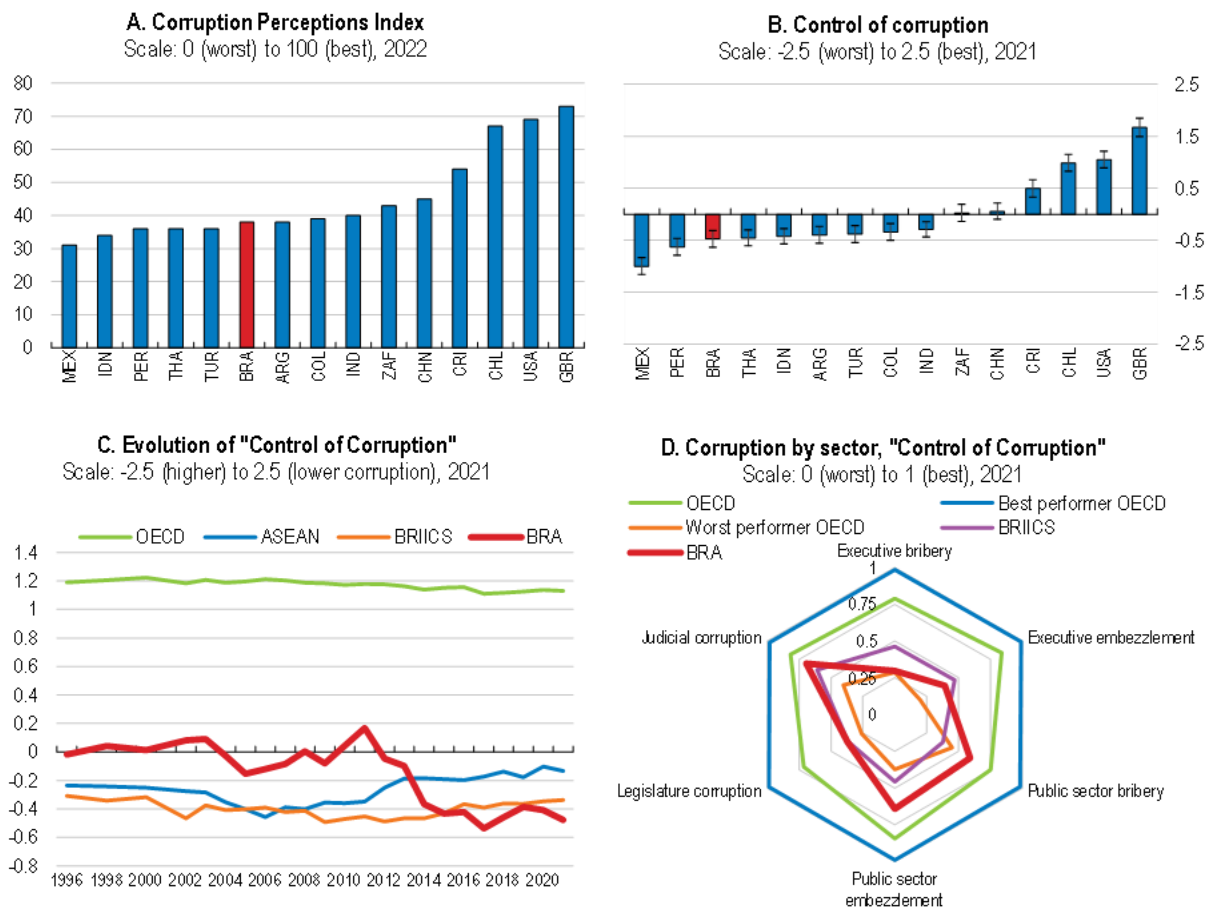 A. Corruption Perceptions Index
Scale: 0 (worst) to 100 (best), 2022
80
70
60
50
40
30
20
10
0
MEX IDN PER THA TUR BRA ARG COL IND ZAF CHN CRI CHL USA GBR
B. Control of corruption
Scale: -2.5 (worst) to 2.5 (best), 2021
2.5
1.5
0.5
-0.5
-1.5
-2.5
MEX PER BRA THA IDN ARG TUR COL IND ZAF CHN CRI CHL USA GBR
C. Evolution of "Control of Corruption"
Scale: -2.5 (higher) to 2.5 (lower corruption), 2021
OECD ASEAN BRIICS BRA
1.4
1.2
1
0.8
0.6
0.4
0.2
0
-0.2
-0.4
-0.6
-0.8
1996 1998 2000 2002 2004 2006 2008 2010 2012 2014 2016 2018 2020
D. Corruption by sector, "Control of Corruption"
Scale: 0 (worst) to 1 (best), 2021
OECD Best performer OECD
Worst performer OECD BRIICS
BRA
Executive bribery
1
0.75
0.5
0.25
0
Judicial corruption
Executive embezzlement
Legislature corruption
Public sector bribery
Public sector
embezzlement